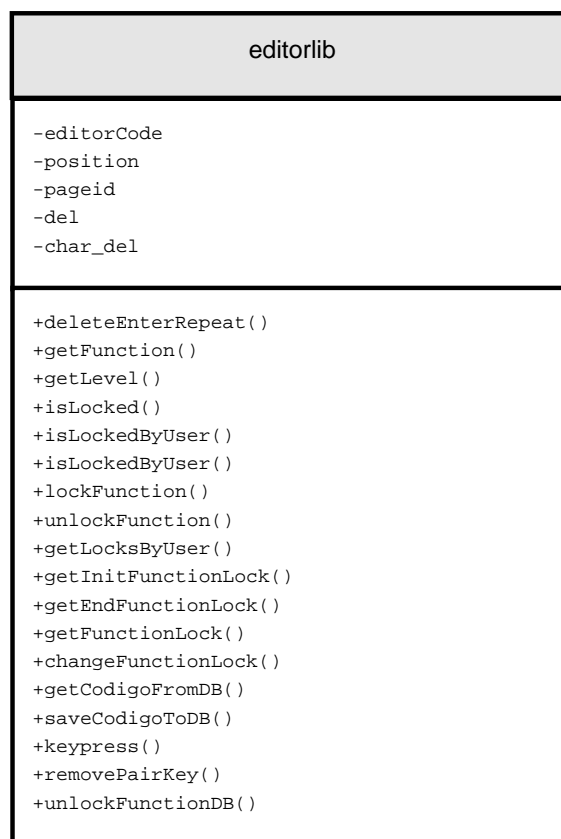 editorlib
-editorCode
-position
-pageid
-del
-char_del
+deleteEnterRepeat()
+getFunction()
+getLevel()
+isLocked()
+isLockedByUser()
+isLockedByUser()
+lockFunction()
+unlockFunction()
+getLocksByUser()
+getInitFunctionLock()
+getEndFunctionLock()
+getFunctionLock()
+changeFunctionLock()
+getCodigoFromDB()
+saveCodigoToDB()
+keypress()
+removePairKey()
+unlockFunctionDB()